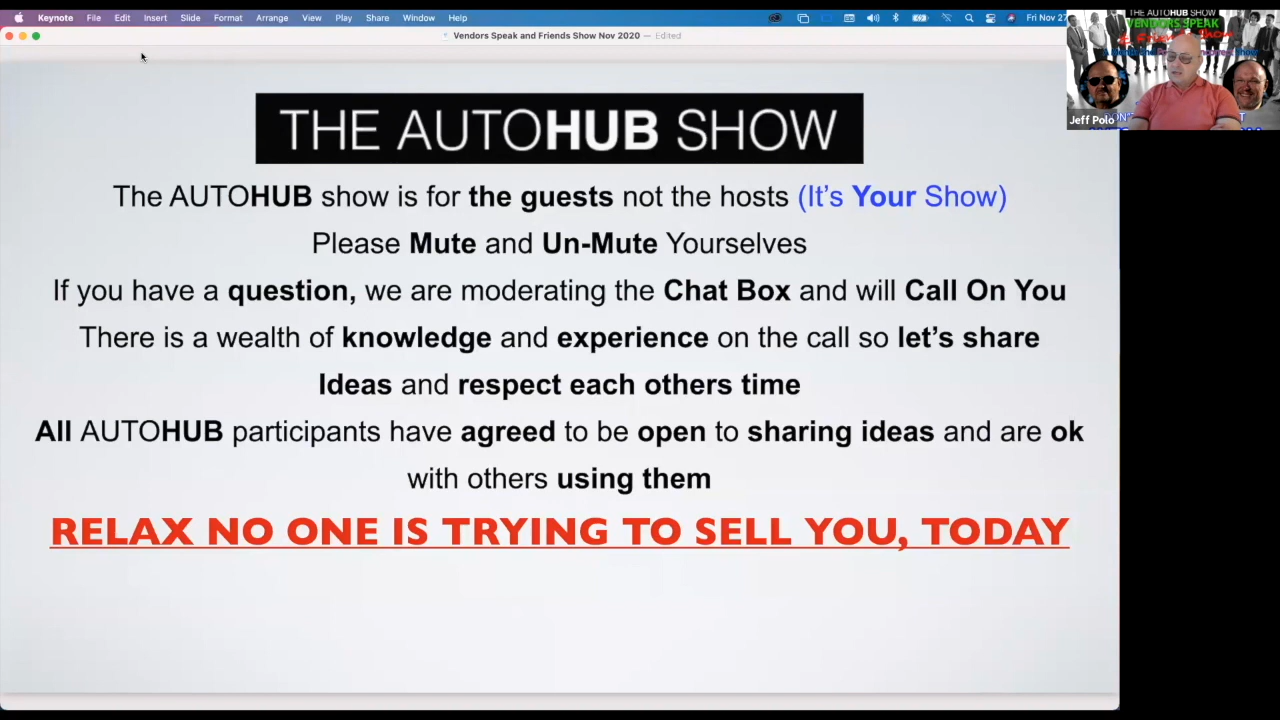 Keynote File Edit Insert Slide Format Arrange View Play Share Window Help
Fri Nov 27
Vendors Speak and Friends Show Nov 2020 — Edited
THE AUTOHUB SHOW
VENDORS SPEAK
Jeff Polo
THE AUTOHUB SHOW
The AUTOHUB show is for the guests not the hosts (It's Your Show)
Please Mute and Un-Mute Yourselves
If you have a question, we are moderating the Chat Box and will Call On You
There is a wealth of knowledge and experience on the call so let's share
Ideas and respect each others time
All AUTOHUB participants have agreed to be open to sharing ideas and are ok
with others using them
RELAX NO ONE IS TRYING TO SELL YOU, TODAY